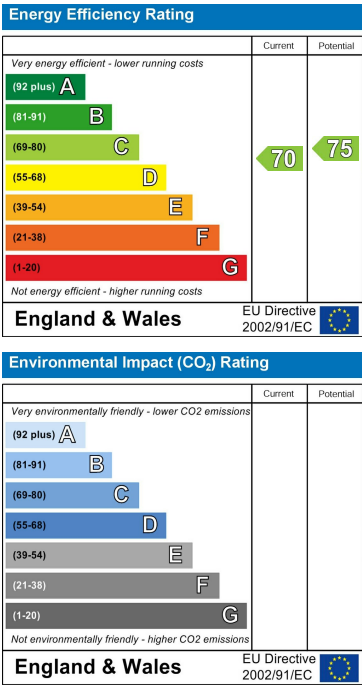 Energy Efficiency Rating
Current Potential
Very energy efficient - lower running costs
(92 plus) A
(81-91) B
(69-80) C
(55-68) D
(39-54) E
(21-38) F
(1-20) G
70 75
Not energy efficient - higher running costs
England & Wales
EU Directive
2002/91/EC
Environmental Impact (CO₂) Rating
Current Potential
Very environmentally friendly - lower CO2 emissions
(92 plus) A
(81-91) B
(69-80) C
(55-68) D
(39-54) E
(21-38) F
(1-20) G
Not environmentally friendly - higher CO2 emissions
England & Wales
EU Directive
2002/91/EC